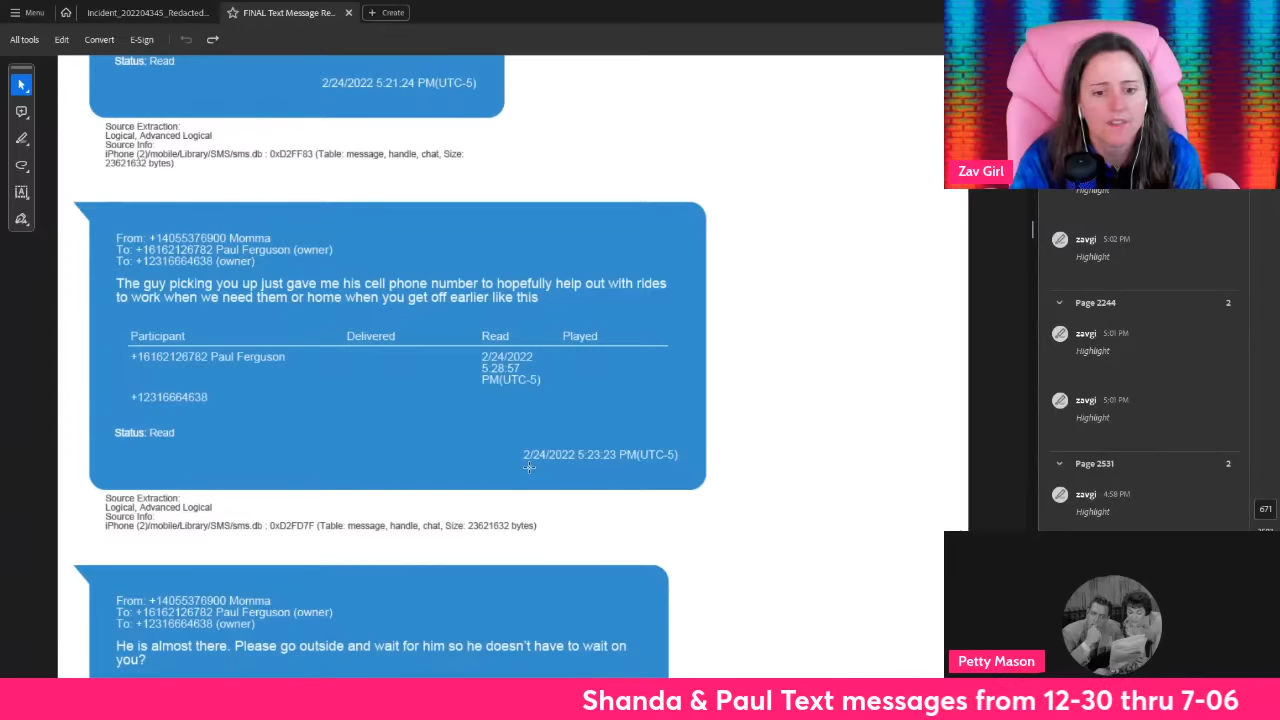 Menu
Incident_202204345_Redacted...
FINAL Text Message Re...
Create
All tools
Edit
Convert
E-Sign
Status: Read
2/24/2022 5:21:24 PM(UTC-5)
Source Extraction:
Logical, Advanced Logical
Source Info:
iPhone (2)/mobile/Library/SMS/sms.db : 0xD2FF83 (Table: message, handle, chat, Size:
23621632 bytes)
From: +14055376900 Momma
To: +16162126782 Paul Ferguson (owner)
To: +12316664638 (owner)
The guy picking you up just gave me his cell phone number to hopefully help out with rides
to work when we need them or home when you get off earlier like this
Participant Delivered Read Played
+16162126782 Paul Ferguson 2/24/2022
5:28:57
PM(UTC-5)
+12316664638
Status: Read
2/24/2022 5:23:23 PM(UTC-5)
Source Extraction:
Logical, Advanced Logical
Source Info:
iPhone (2)/mobile/Library/SMS/sms.db : 0xD2FD7F (Table: message, handle, chat, Size: 23621632 bytes)
From: +14055376900 Momma
To: +16162126782 Paul Ferguson (owner)
To: +12316664638 (owner)
He is almost there. Please go outside and wait for him so he doesn't have to wait on
you?
Zav Girl
Highlight
zavgi 5:02 PM
Highlight
Page 2244 2
zavgi 5:01 PM
Highlight
zavgi 5:01 PM
Highlight
Page 2531 2
zavgi 4:58 PM
Highlight
671
Petty Mason
Shanda & Paul Text messages from 12-30 thru 7-06